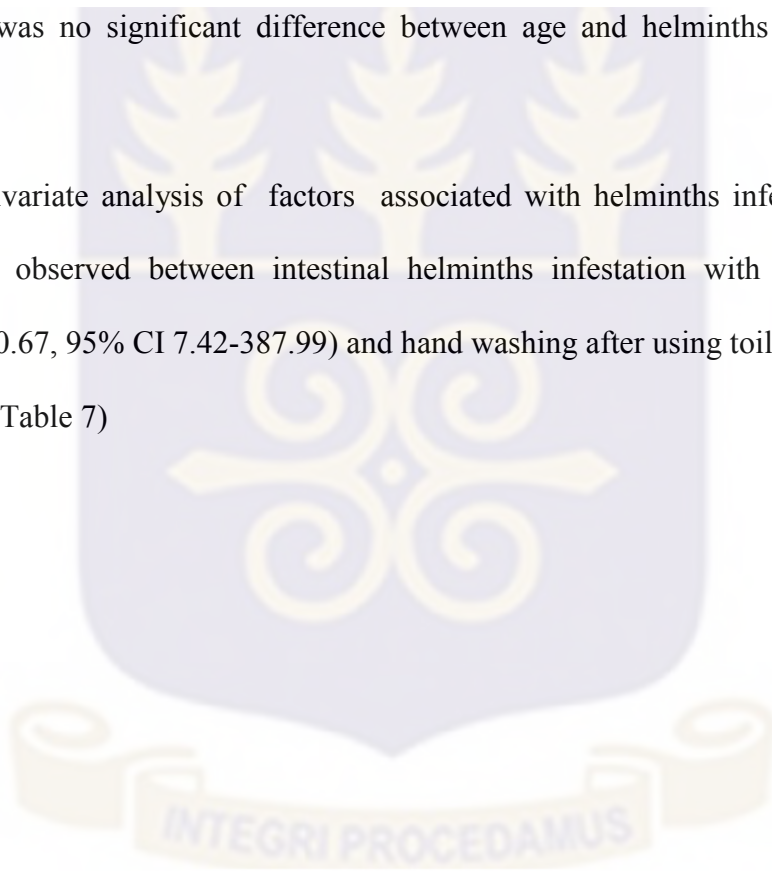 was no significant difference between age and helminths
variate analysis of factors associated with helminths
observed between intestinal helminths infestation with
0.67, 95% CI 7.42-387.99) and hand washing after using
Table 7)
INTEGRI PROCEDAMUS